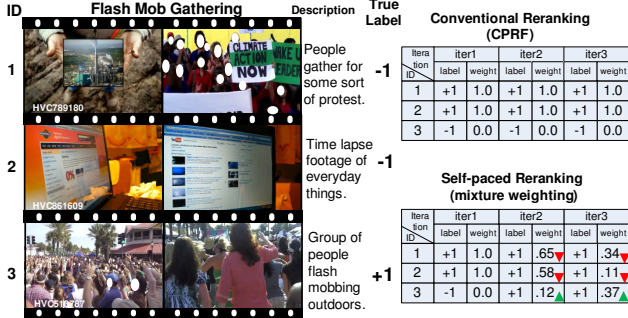 ID
Flash Mob Gathering
Description
True
Label
1
CLIMATE
ACTION
NOW
HVC789180
People
gather for
some sort
of protest.
-1
2
0%
HVC861609
Time lapse
footage of
everyday
things.
-1
3
HVC510787
Group of
people
flash
mobbing
outdoors.
+1
Conventional Reranking
(CPRF)
Itera tion ID iter1 iter2 iter3
label weight label weight label weight
1 +1 1.0 +1 1.0 +1 1.0
2 +1 1.0 +1 1.0 +1 1.0
3 -1 0.0 -1 0.0 -1 0.0
Self-paced Reranking
(mixture weighting)
Itera tion ID iter1 iter2 iter3
label weight label weight label weight
1 +1 1.0 +1 .65 +1 .34
2 +1 1.0 +1 .58 +1 .11
3 -1 0.0 +1 .12 +1 .37